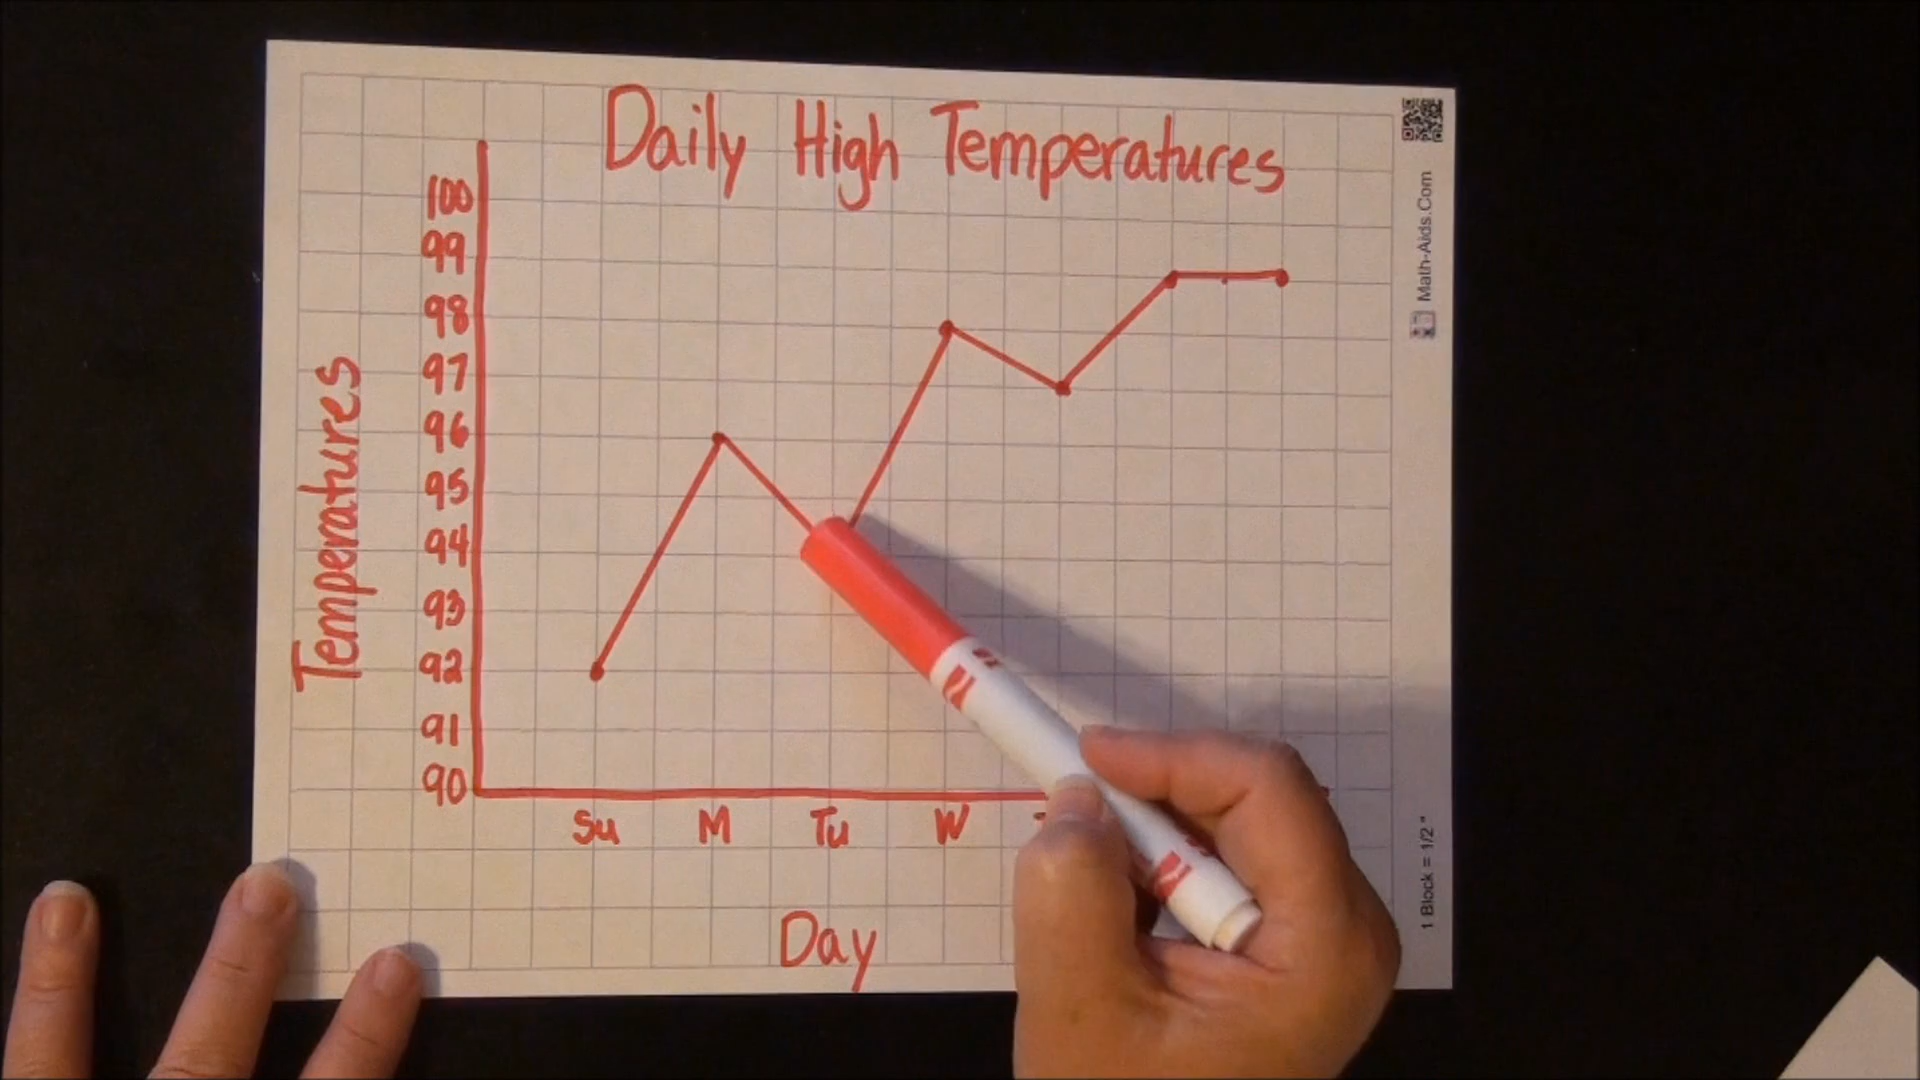 Daily High Temperatures
100
99
98
97
96
95
94
93
92
91
90
Temperatures
Su M Tu W
Day
Math-Aids.Com
1 Block = 1/2 "